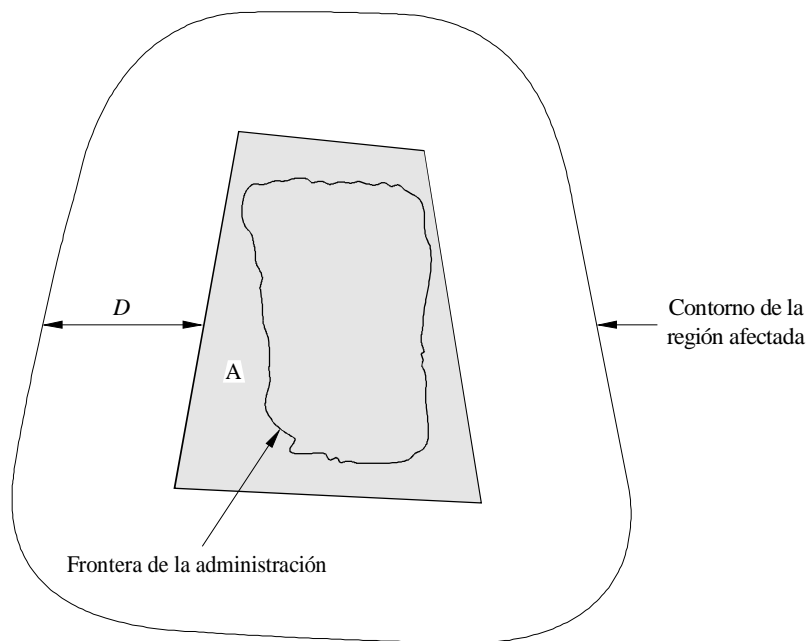 D
Contorno de la
región afectada
A
Frontera de la administración